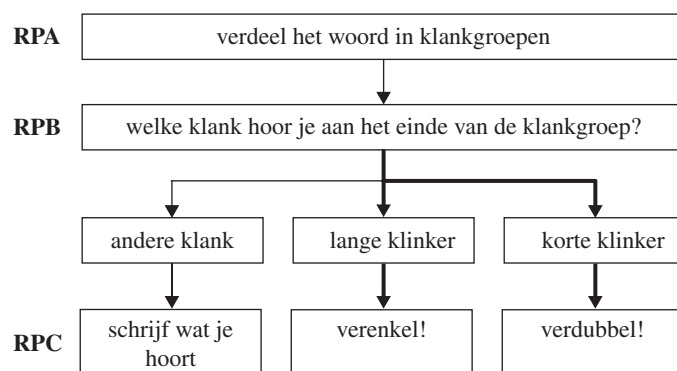 RPA
verdeel het woord in klankgroepen
RPB
welke klank hoor je aan het einde van de klankgroep?
andere klank
lange klinker
korte klinker
RPC
schrijf wat je
hoort
verenkel!
verdubbel!